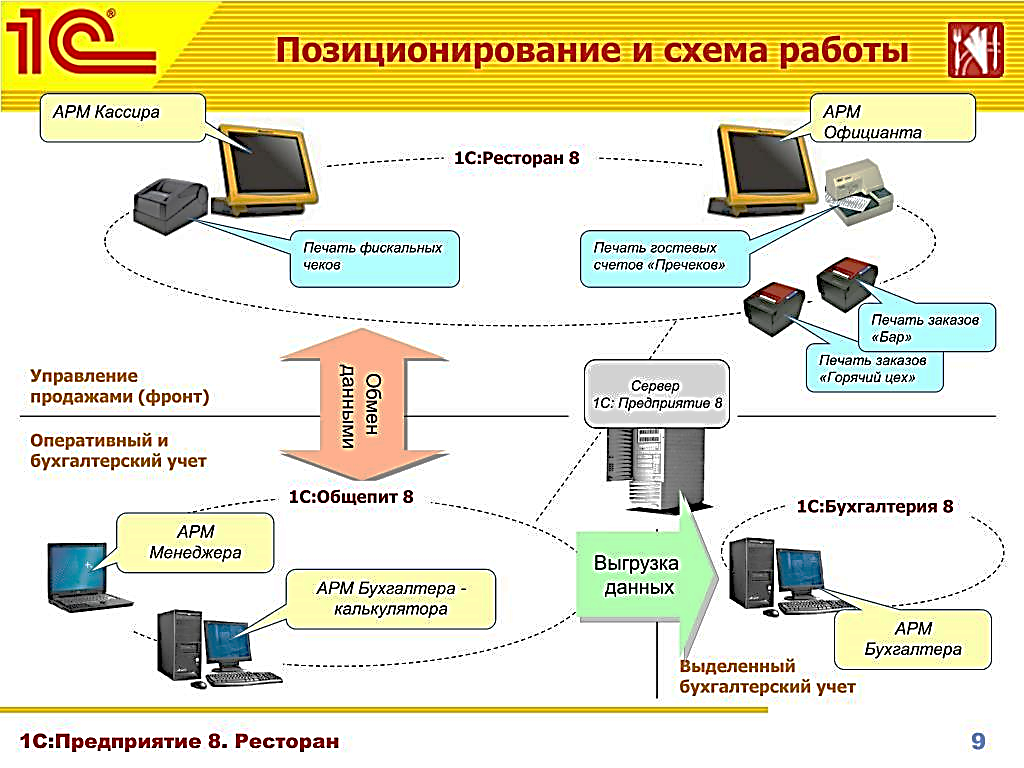 1С®
Позиционирование и схема работы
АРМ Кассира
АРМ
Официанта
1С:Ресторан 8
Печать фискальных
чеков
Печать гостевых
счетов «Пречеков»
Печать заказов
«Бар»
Печать заказов
«Горячий цех»
Управление
продажами (фронт)
Обмен
данными
Сервер
1С: Предприятие 8
Оперативный и
бухгалтерский учет
1С:Общепит 8
1С:Бухгалтерия 8
АРМ
Менеджера
АРМ Бухгалтера -
калькулятора
Выгрузка
данных
АРМ
Бухгалтера
Выделенный
бухгалтерский учет
1С:Предприятие 8. Ресторан
9